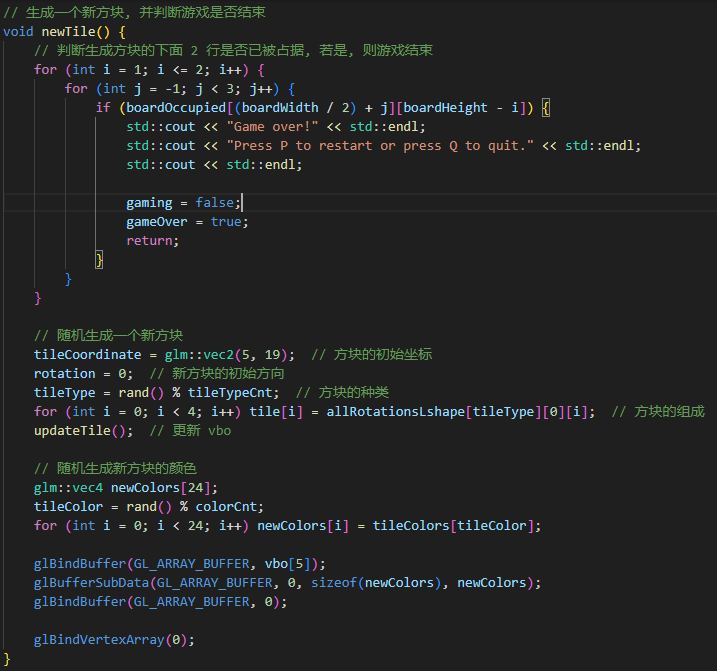 // 生成一个新方块, 并判断游戏是否结束
void newTile() {
    // 判断生成方块的下面 2 行是否已被占据, 若是, 则游戏结束
    for (int i = 1; i <= 2; i++) {
        for (int j = -1; j < 3; j++) {
            if (boardOccupied[(boardWidth / 2) + j][boardHeight - i]) {
                std::cout << "Game over!" << std::endl;
                std::cout << "Press P to restart or press Q to quit." << std::endl;
                std::cout << std::endl;

                gaming = false;
                gameOver = true;
                return;
            }
        }
    }

    // 随机生成一个新方块
    tileCoordinate = glm::vec2(5, 19);  // 方块的初始坐标
    rotation = 0;  // 新方块的初始方向
    tileType = rand() % tileTypeCnt;  // 方块的种类
    for (int i = 0; i < 4; i++) tile[i] = allRotationsLshape[tileType][0][i];  // 方块的组成
    updateTile();  // 更新 vbo

    // 随机生成新方块的颜色
    glm::vec4 newColors[24];
    tileColor = rand() % colorCnt;
    for (int i = 0; i < 24; i++) newColors[i] = tileColors[tileColor];

    glBindBuffer(GL_ARRAY_BUFFER, vbo[5]);
    glBufferSubData(GL_ARRAY_BUFFER, 0, sizeof(newColors), newColors);
    glBindBuffer(GL_ARRAY_BUFFER, 0);

    glBindVertexArray(0);
}